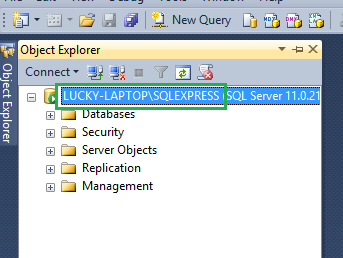 New Query
Object Explorer
Object Explorer
Connect
LUCKY-LAPTOP\SQLEXPRESS (SQL Server 11.0.21
Databases
Security
Server Objects
Replication
Management